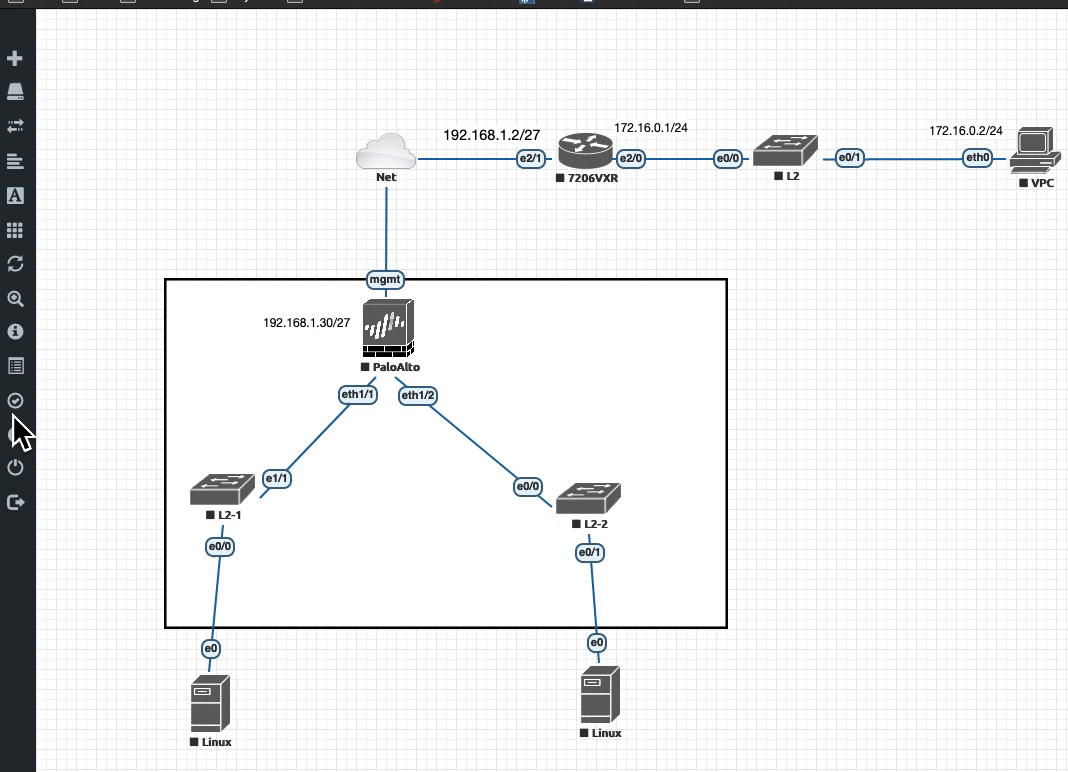 172.16.0.1/24
192.168.1.2/27
172.16.0.2/24
e2/1
e2/0
e0/0
e0/1
eth0
Net
7206VXR
L2
VPC
mgmt
192.168.1.30/27
PaloAlto
eth1/1
eth1/2
e1/1
e0/0
L2-1
L2-2
e0/0
e0/1
e0
e0
Linux
Linux
A